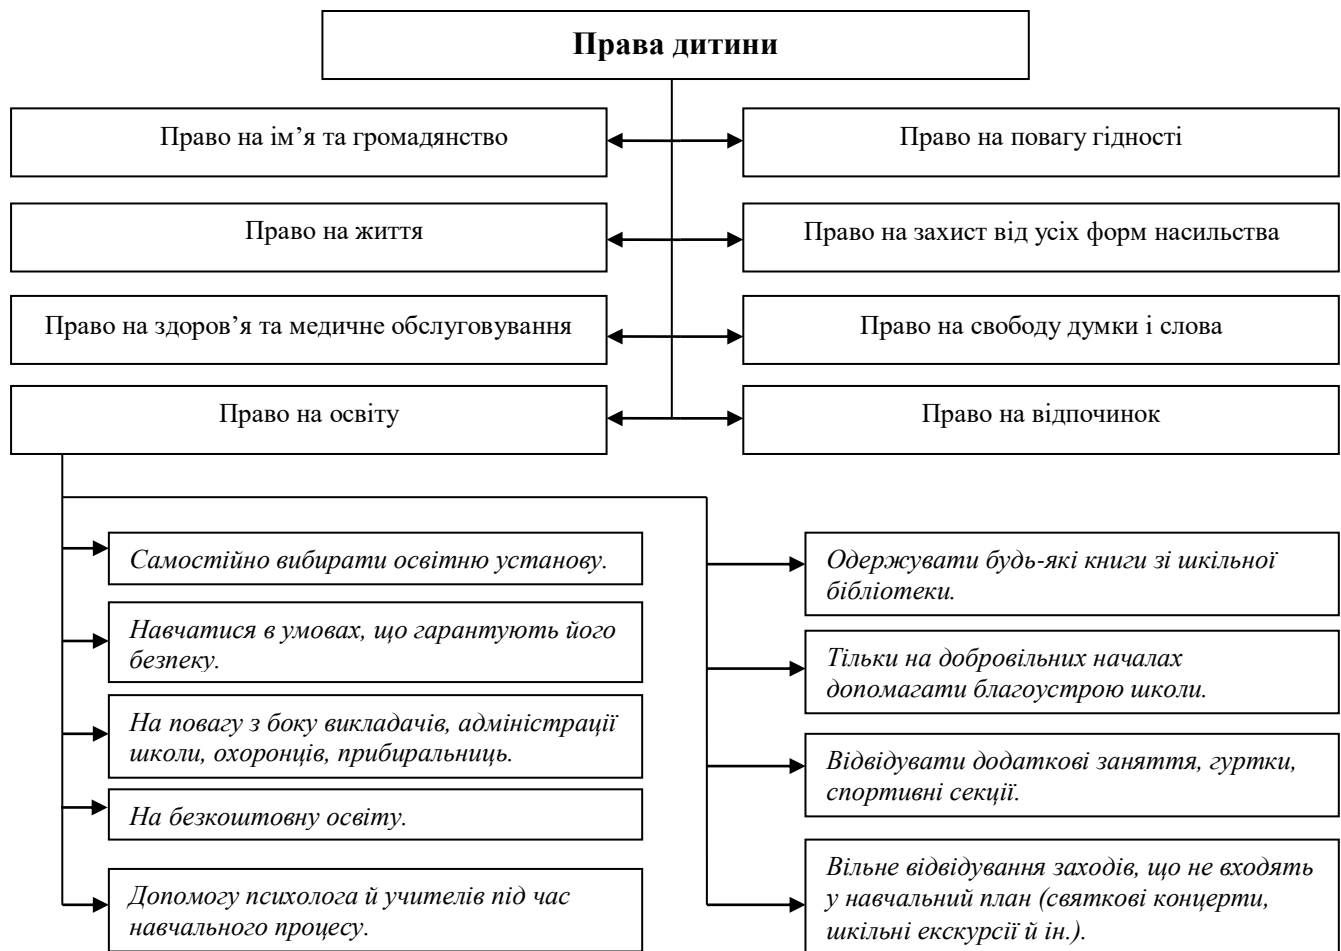 Права дитини
Право на ім’я та громадянство
Право на повагу гідності
Право на життя
Право на захист від усіх форм насильства
Право на здоров’я та медичне обслуговування
Право на свободу думки і слова
Право на освіту
Право на відпочинок
Самостійно вибирати освітню установу.
Навчатися в умовах, що гарантують його
безпеку.
На повагу з боку викладачів, адміністрації
школи, охоронців, прибиральниць.
На безкоштовну освіту.
Допомогу психолога й учителів під час
навчального процесу.
Одержувати будь-які книги зі шкільної
бібліотеки.
Тільки на добровільних началах
допомагати благоустрою школи.
Відвідувати додаткові заняття, гуртки,
спортивні секції.
Вільне відвідування заходів, що не входять
у навчальний план (святкові концерти,
шкільні екскурсії й ін.).